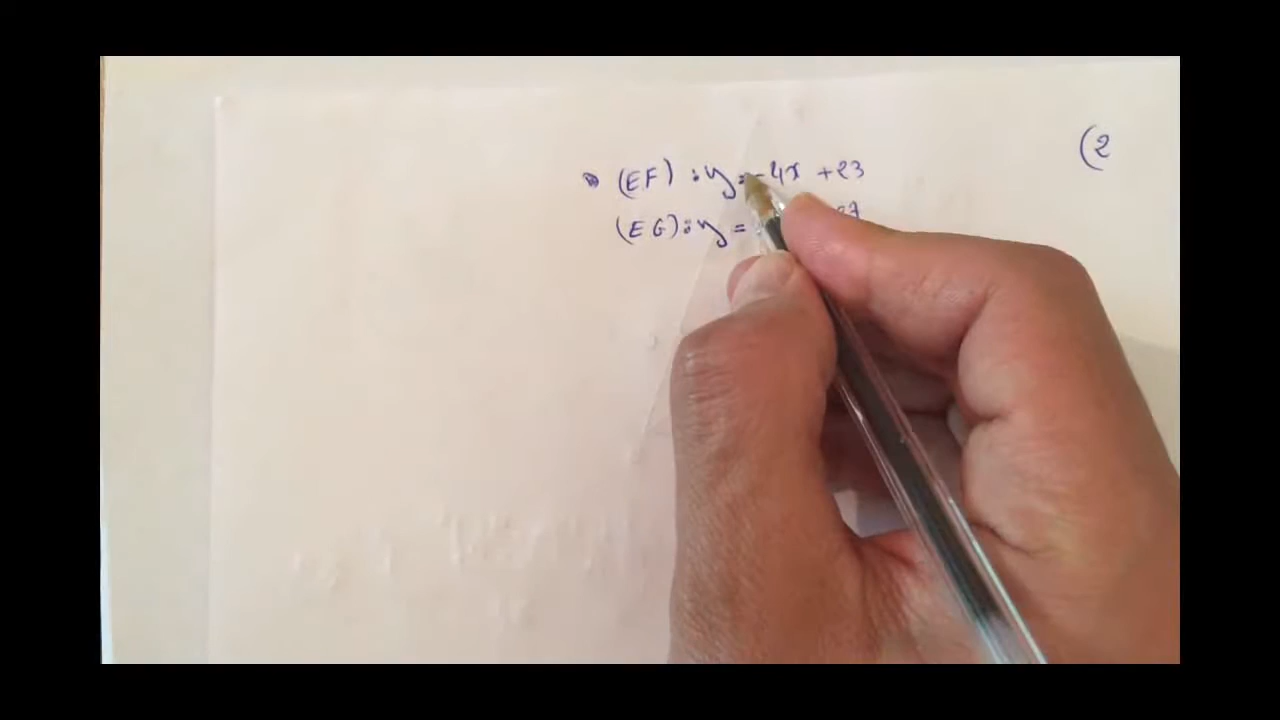 (2
(EF) : y = -4x + 23
(EG) : y =